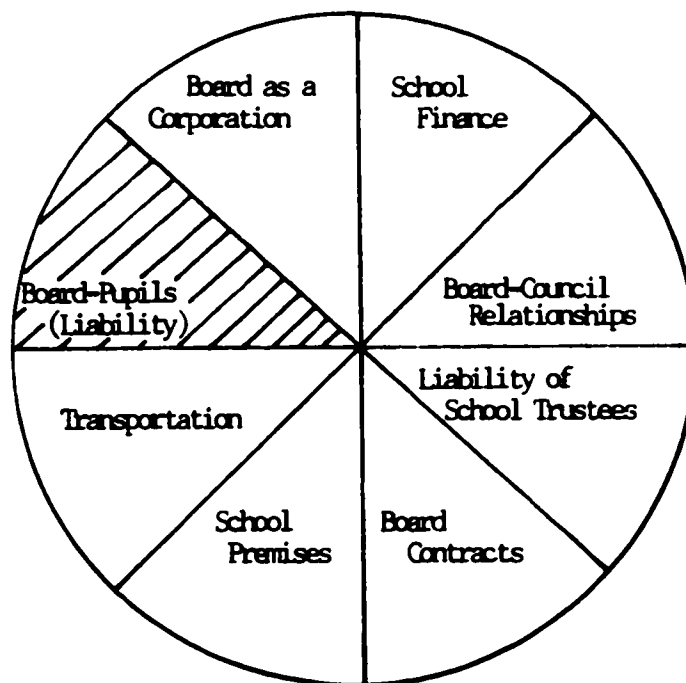 Board as a
Corporation
School
Finance
Board-Pupils
(Liability)
Board-Council
Relationships
Transportation
Liability of
School Trustees
School
Premises
Board
Contracts